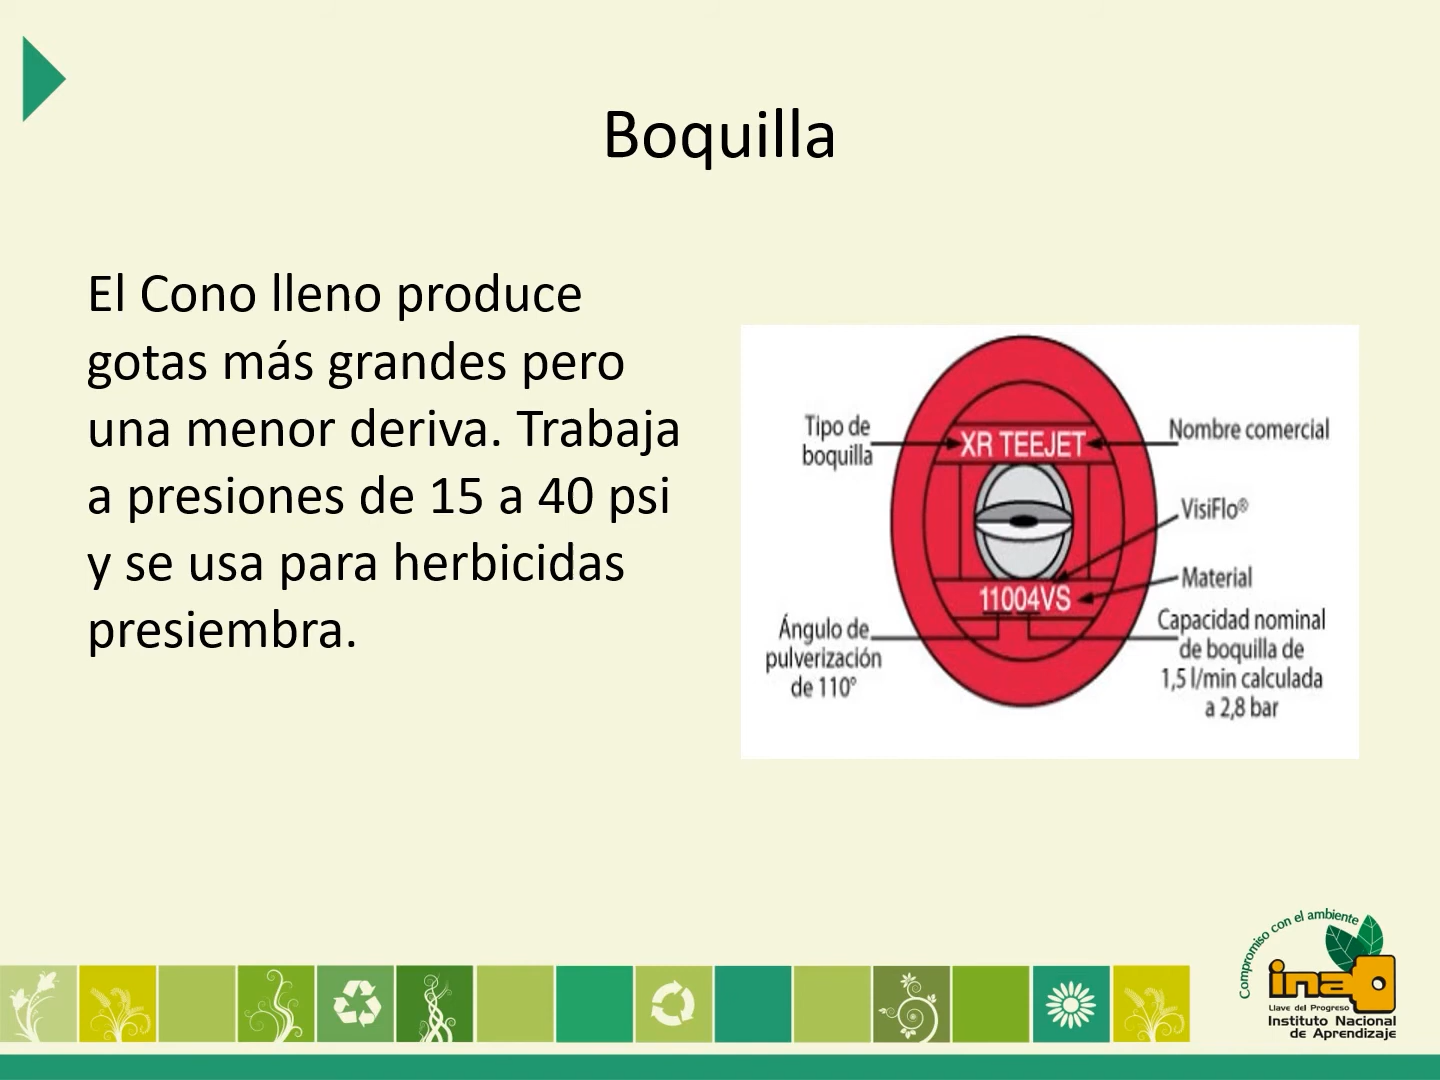 Boquilla
El Cono lleno produce
gotas más grandes pero
una menor deriva. Trabaja
a presiones de 15 a 40 psi
y se usa para herbicidas
presiembra.
Tipo de
boquilla
XR TEEJET
Nombre comercial
VisiFlo®
Material
11004VS
Ángulo de
pulverización
de 110°
Capacidad nominal
de boquilla de
1,5 l/min calculada
a 2,8 bar
Compromiso con el ambiente
ina
Llave del Progreso
Instituto Nacional
de Aprendizaje